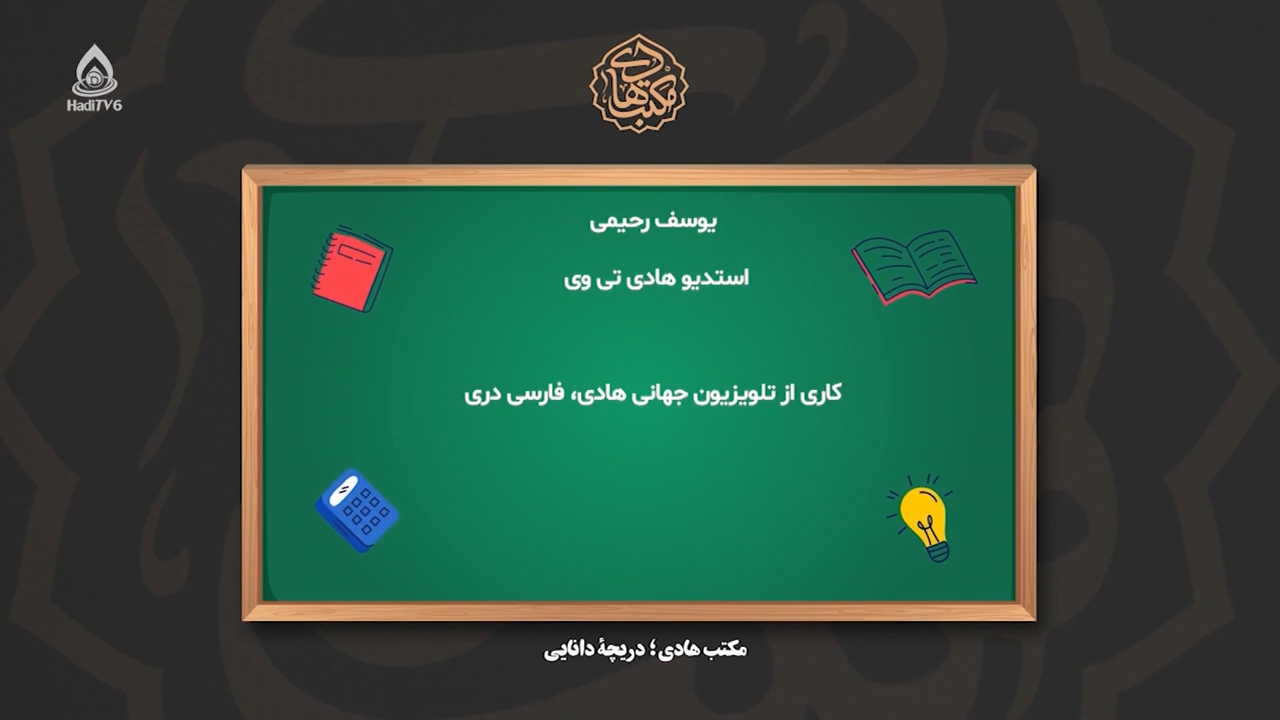 HadiTV6
مکتب هادی
یوسف رحیمی
استدیو هادی تی وی
کاری از تلویزیون جهانی هادی، فارسی دری
مکتب هادی؛ دریچهٔ دانایی